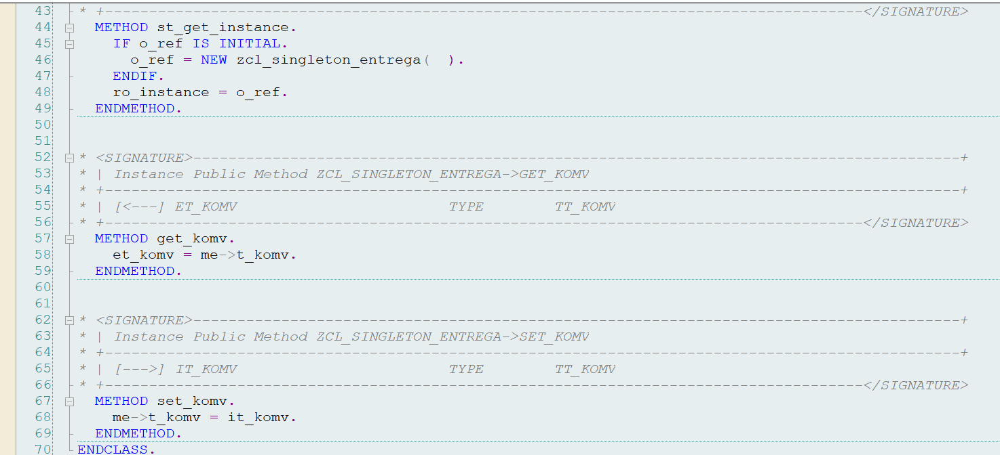 43 * +--------------------------------------------------------------------------------------</SIGNATURE>
44 METHOD st_get_instance.
45 IF o_ref IS INITIAL.
46 o_ref = NEW zcl_singleton_entrega(  ).
47 ENDIF.
48 ro_instance = o_ref.
49 ENDMETHOD.
50
51
52 * <SIGNATURE>---------------------------------------------------------------------------------------+
53 * | Instance Public Method ZCL_SINGLETON_ENTREGA->GET_KOMV
54 * +-------------------------------------------------------------------------------------------------+
55 * | [<---] ET_KOMV                        TYPE        TT_KOMV
56 * +--------------------------------------------------------------------------------------</SIGNATURE>
57 METHOD get_komv.
58 et_komv = me->t_komv.
59 ENDMETHOD.
60
61
62 * <SIGNATURE>---------------------------------------------------------------------------------------+
63 * | Instance Public Method ZCL_SINGLETON_ENTREGA->SET_KOMV
64 * +-------------------------------------------------------------------------------------------------+
65 * | [--->] IT_KOMV                        TYPE        TT_KOMV
66 * +--------------------------------------------------------------------------------------</SIGNATURE>
67 METHOD set_komv.
68 me->t_komv = it_komv.
69 ENDMETHOD.
70 ENDCLASS.